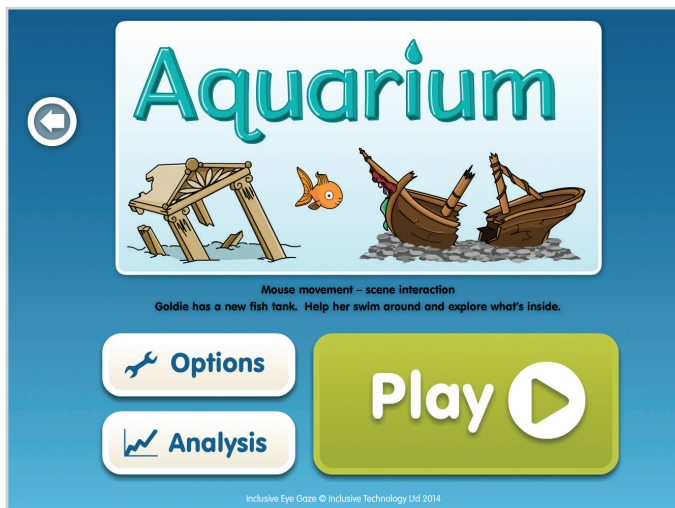 Aquarium
Mouse movement – scene interaction
Goldie has a new fish tank. Help her swim around and explore what's inside.
Options
Play
Analysis
Inclusive Eye Gaze © Inclusive Technology Ltd 2014